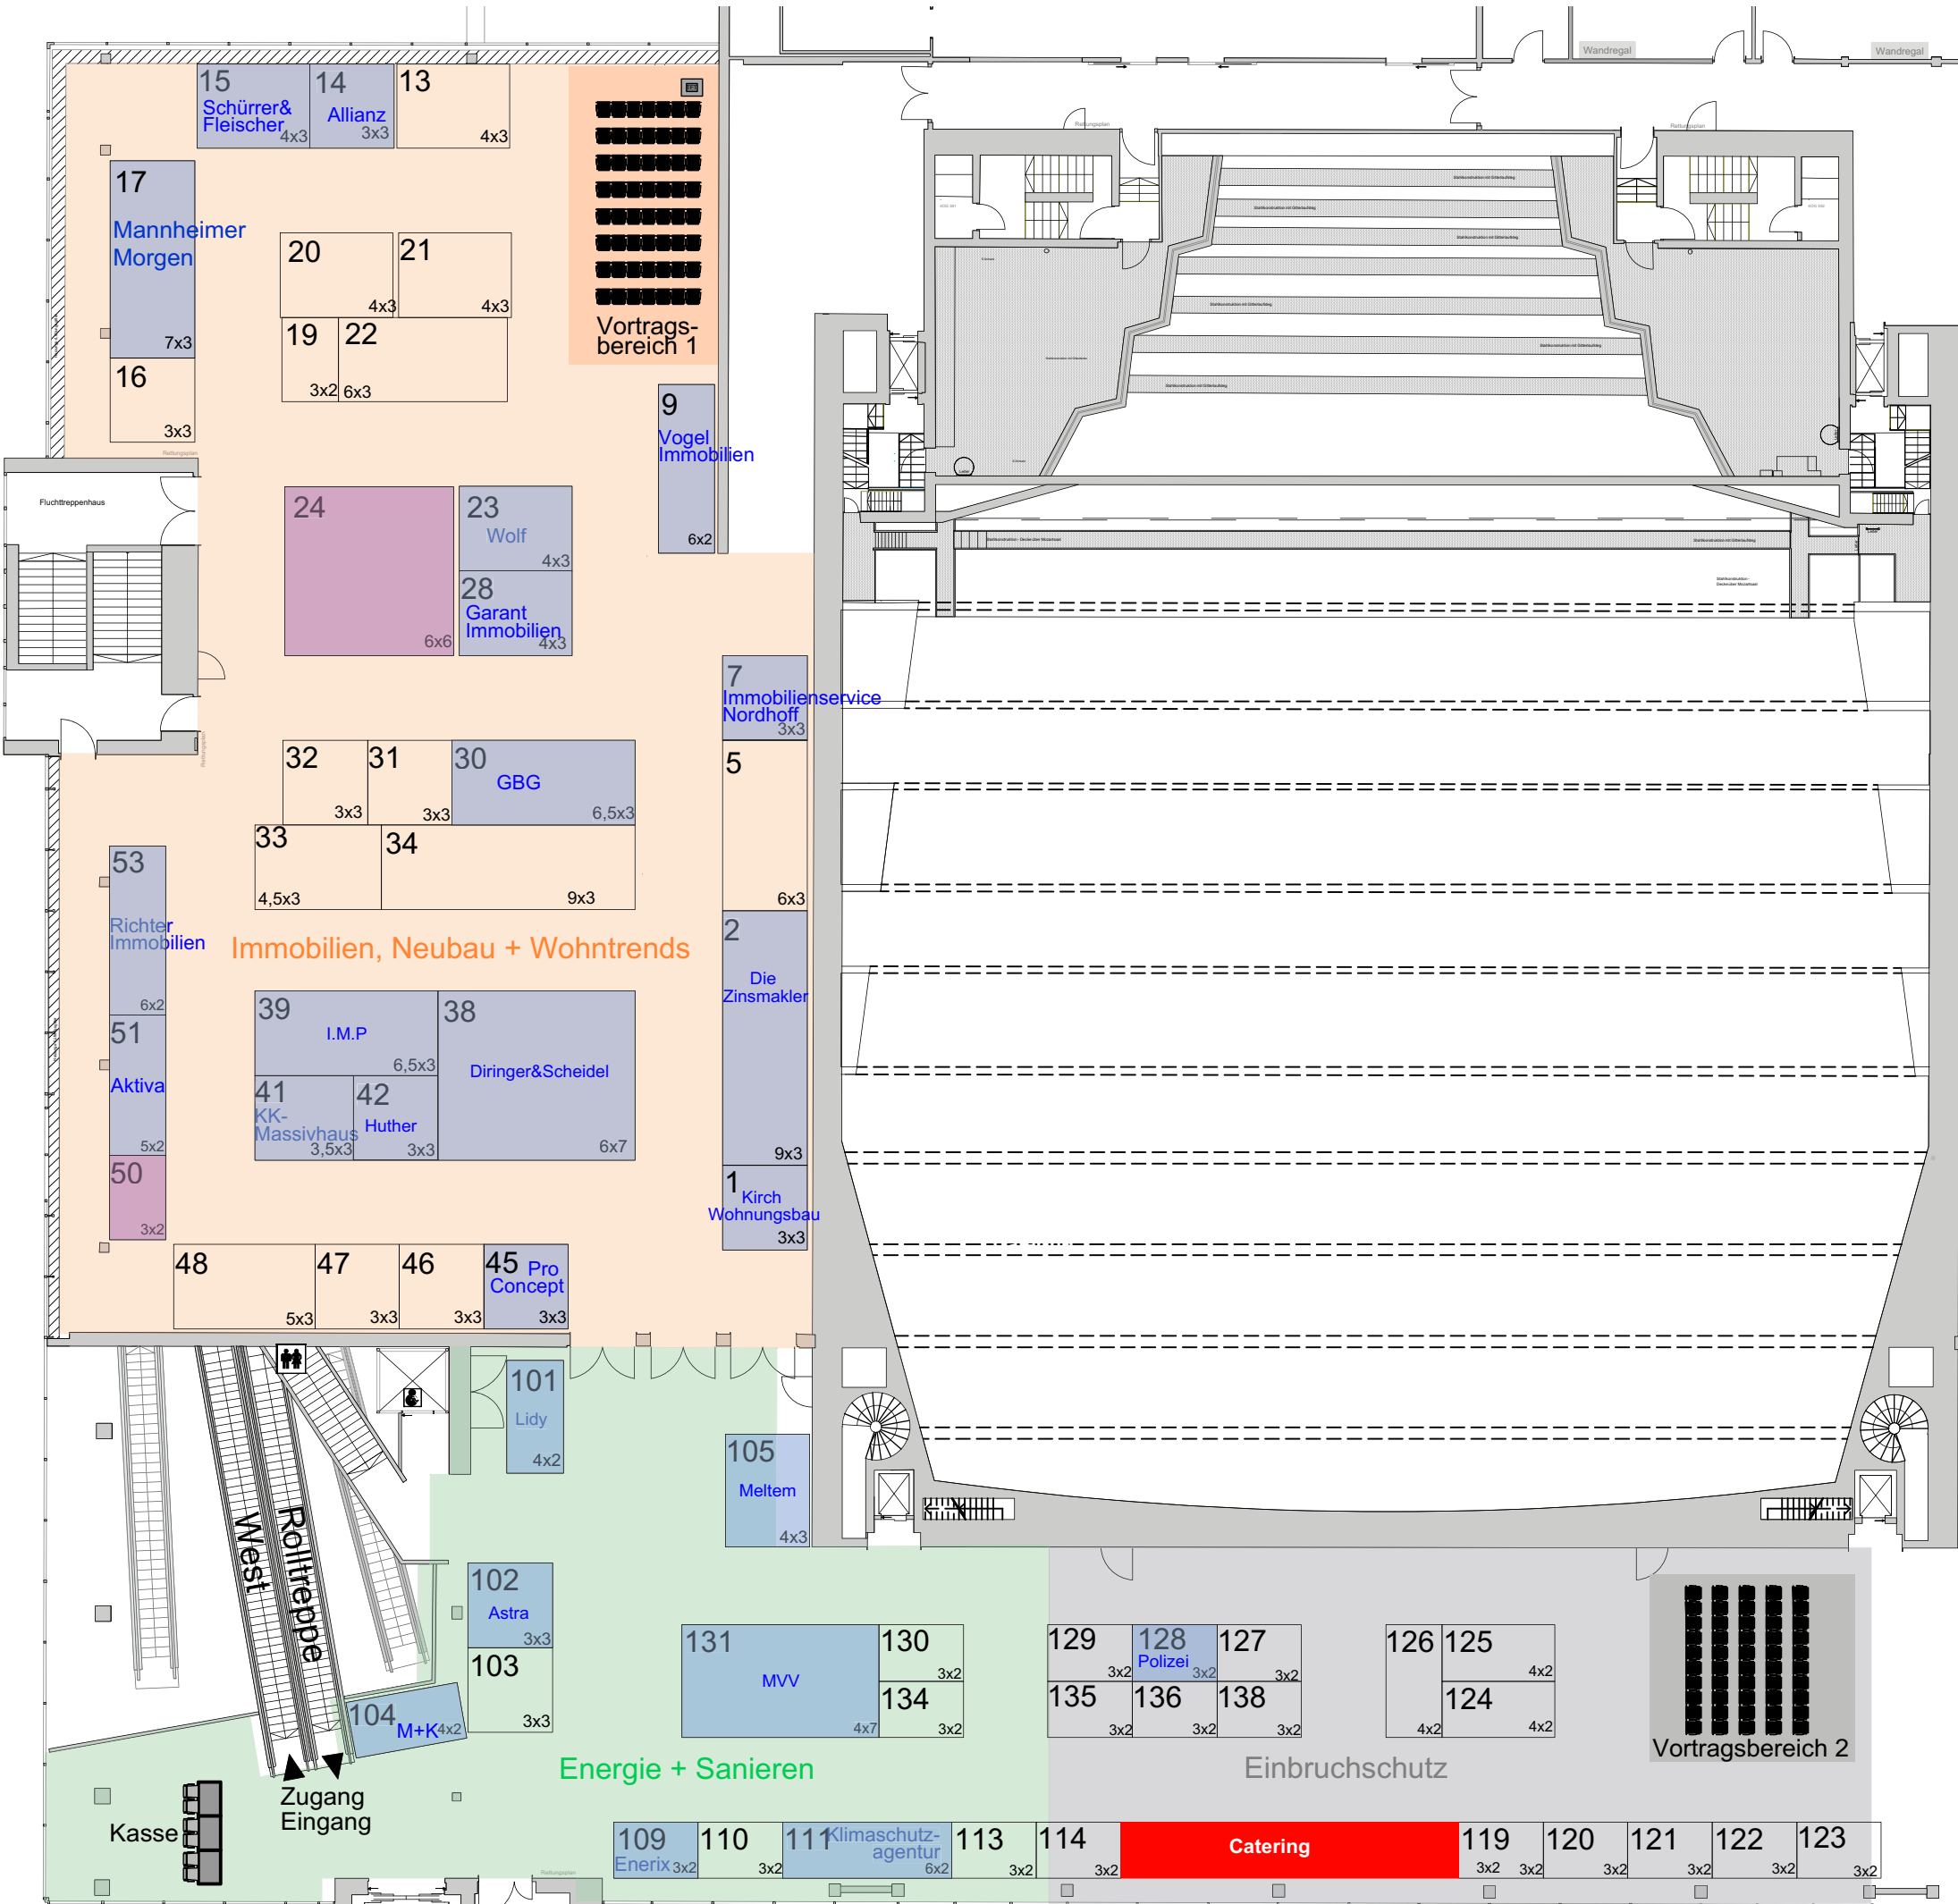 Wandregal
Wandregal
15
Schürrer&
Fleischer
4x3
14
Allianz
3x3
13
4x3
Rettungsplan
Rettungsplan
17
Mannheimer
Morgen
7x3
16
3x3
Rettungsplan
20
4x3
21
4x3
19
3x2
22
6x3
Vortrags-
bereich 1
9
Vogel
Immobilien
6x2
Fluchttreppenhaus
24
6x6
23
Wolf
4x3
28
Garant
Immobilien
4x3
7
Immobilienservice
Nordhoff
3x3
Rettungsplan
32
3x3
31
3x3
30
GBG
6,5x3
5
6x3
33
4,5x3
34
9x3
53
Richter
Immobilien
6x2
Immobilien, Neubau + Wohntrends
2
Die
Zinsmakler
9x3
39
I.M.P
6,5x3
38
Diringer&Scheidel
6x7
51
Aktiva
5x2
41
KK-
Massivhaus
3,5x3
42
Huther
3x3
50
3x2
1
Kirch
Wohnungsbau
3x3
48
5x3
47
3x3
46
3x3
45 Pro
Concept
3x3
101
Lidy
4x2
105
Meltem
4x3
Rolltreppe
West
102
Astra
3x3
103
3x3
104
M+K
4x2
131
MVV
4x7
130
3x2
134
3x2
129
3x2
128
Polizei
3x2
127
3x2
135
3x2
136
3x2
138
3x2
126
4x2
125
4x2
124
4x2
Vortragsbereich 2
Energie + Sanieren
Einbruchschutz
Zugang
Eingang
Kasse
109
Enerix
3x2
110
3x2
111
Klimaschutz-
agentur
6x2
113
3x2
114
3x2
Catering
119
3x2
120
3x2
121
3x2
122
3x2
123
3x2
Rettungsplan